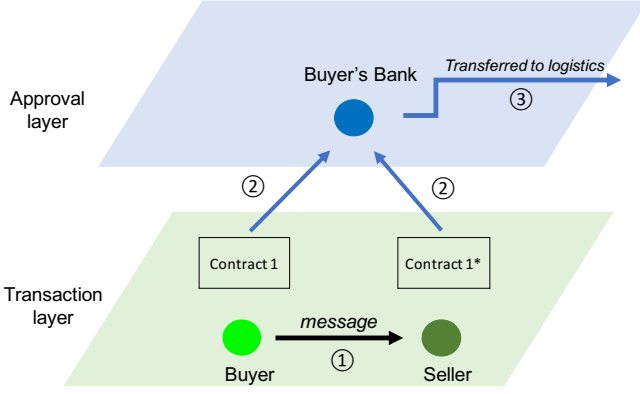 Transferred to logistics
③
Buyer's Bank
Approval
layer
②
②
Contract 1
Contract 1*
Transaction
layer
message
①
Buyer
Seller